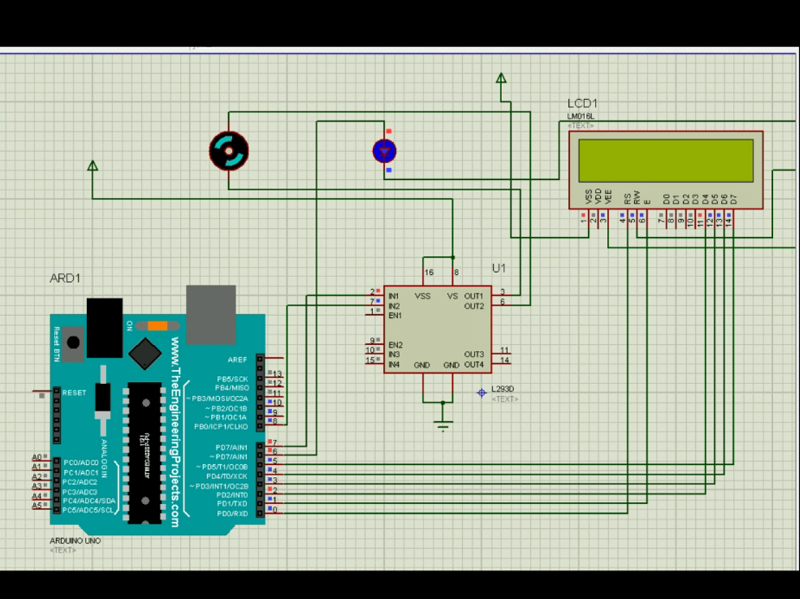 LCD1
LM016L
<TEXT>
VSS VDD VEE RS RW E D0 D1 D2 D3 D4 D5 D6 D7
1 2 3 4 5 6 7 8 9 10 11 12 13 14
U1
16 8
2 IN1 VSS VS OUT1 3
7 IN2 OUT2 6
1 EN1
9 EN2
10 IN3 OUT3 11
15 IN4 GND GND OUT4 14
L293D
<TEXT>
ARD1
ON
Reset BTN
RESET
ANALOG IN
www.TheEngineeringProjects.com
AREF
PB5/SCK 13
PB4/MISO 12
~PB3/MOSI/OC2A 11
~PB2/OC1B 10
~PB1/OC1A 9
PB0/ICP1/CLKO 8
PD7/AIN1 7
~PD6/AIN1 6
~PD5/T1/OC0B 5
PD4/T0/XCK 4
~PD3/INT1/OC2B 3
PD2/INT0 2
PD1/TXD 1
PD0/RXD 0
A0 PC0/ADC0
A1 PC1/ADC1
A2 PC2/ADC2
A3 PC3/ADC3
A4 PC4/ADC4/SDA
A5 PC5/ADC5/SCL
ARDUINO UNO
<TEXT>